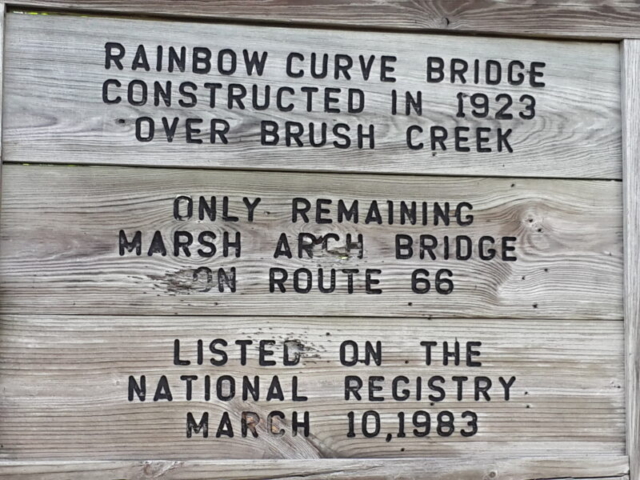 RAINBOW CURVE BRIDGE
CONSTRUCTED IN 1923
OVER BRUSH CREEK
ONLY REMAINING
MARSH ARCH BRIDGE
ON ROUTE 66
LISTED ON THE
NATIONAL REGISTRY
MARCH 10,1983